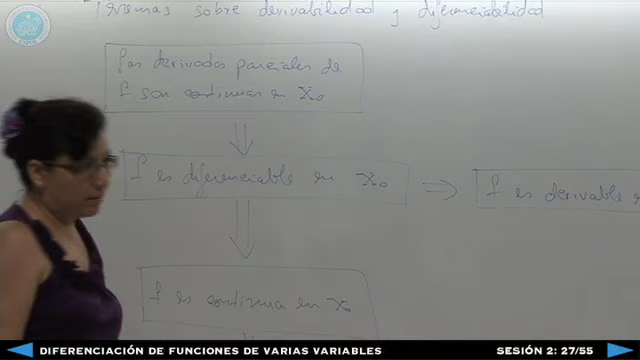 sobre derivabilidad y diferenciabilidad
las derivadas parciales de
f son continuas en X₀
⇓
f es diferenciable en X₀ ⇒ f es derivable
⇓
f es continua en X
DIFERENCIACIÓN DE FUNCIONES DE VARIAS VARIABLES
SESIÓN 2: 27/55